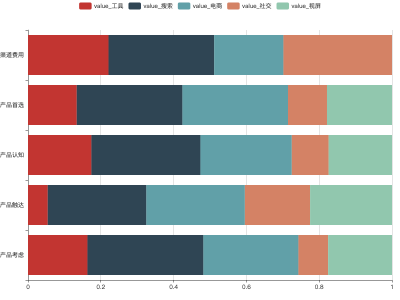 value_工具 value_搜索 value_电商 value_社交 value_视屏
渠道费用
产品首选
产品认知
产品触达
产品考虑
0 0.2 0.4 0.6 0.8 1